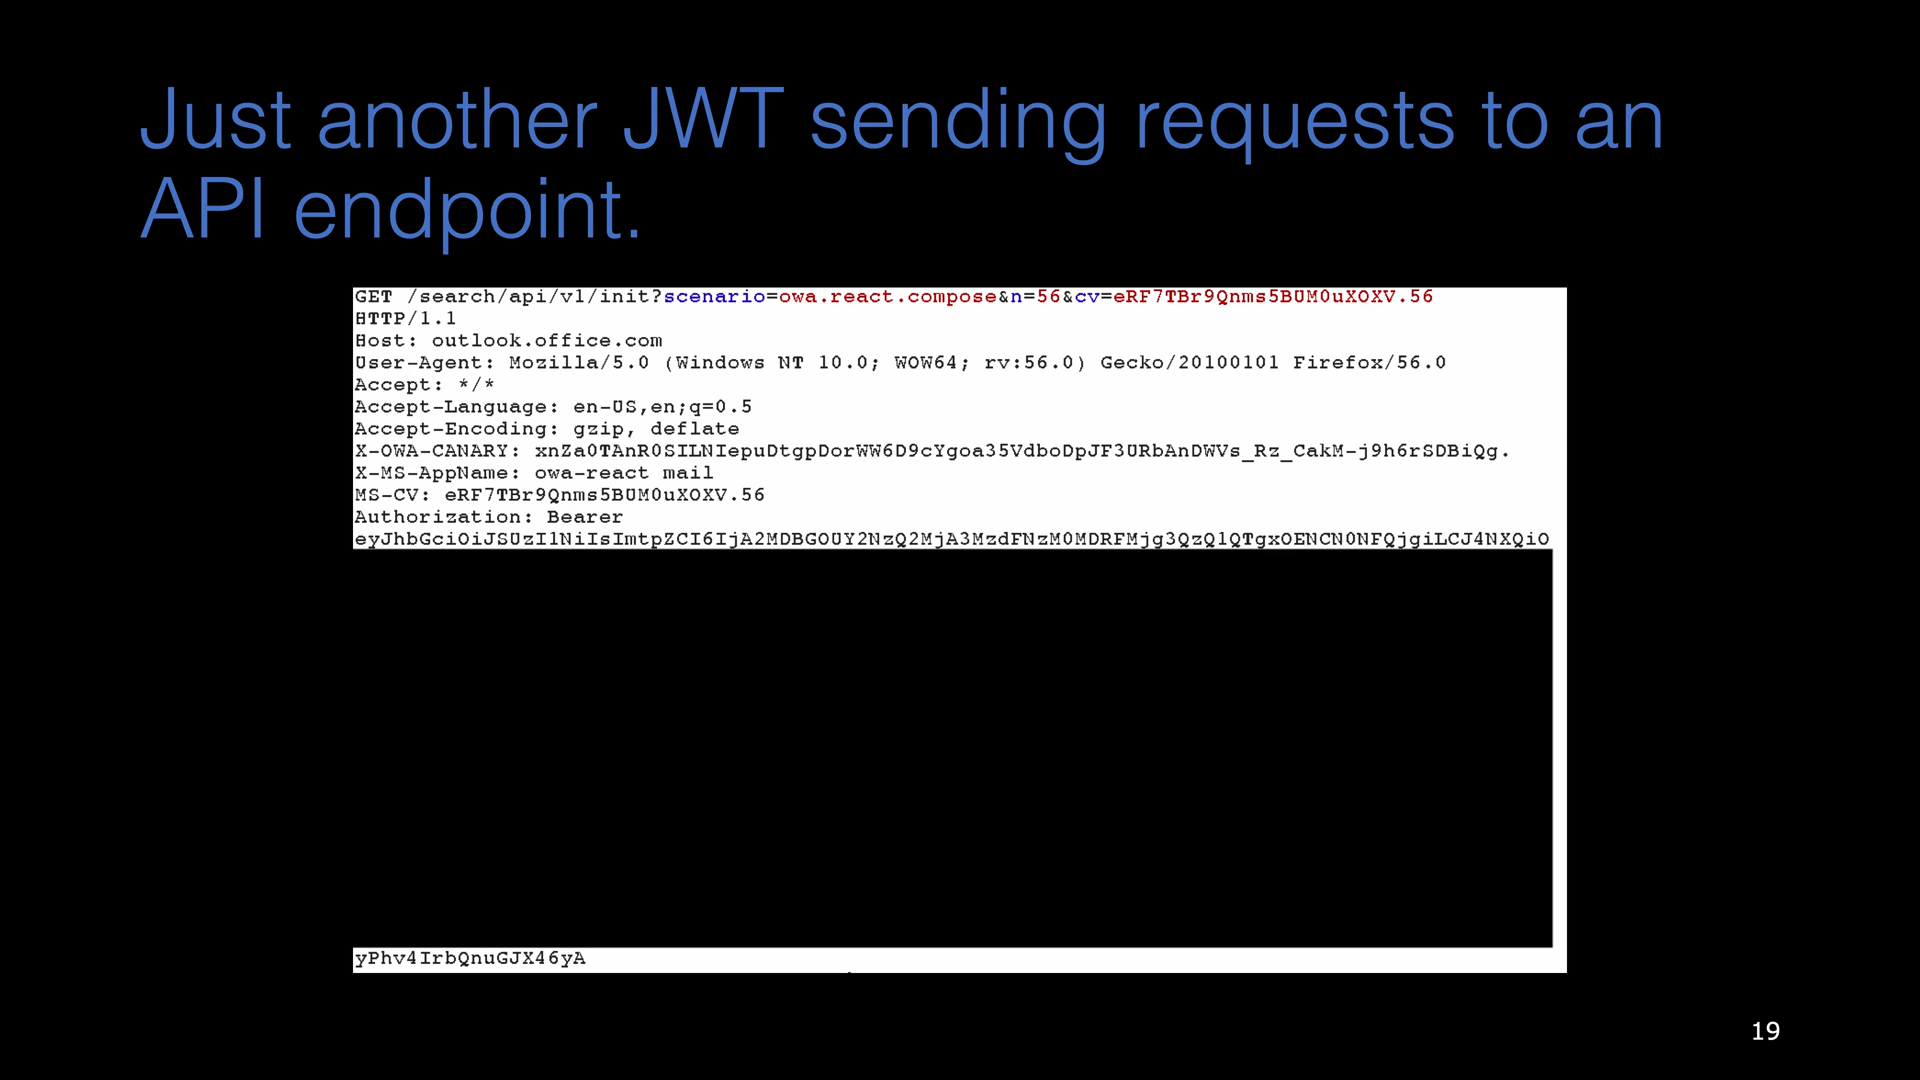 Just another JWT sending requests to an
API endpoint.
GET /search/api/v1/init?scenario=owa.react.compose&n=56&cv=eRF7TBr9Qnms5BUM0uXOXV.56
HTTP/1.1
Host: outlook.office.com
User-Agent: Mozilla/5.0 (Windows NT 10.0; WOW64; rv:56.0) Gecko/20100101 Firefox/56.0
Accept: */*
Accept-Language: en-US,en;q=0.5
Accept-Encoding: gzip, deflate
X-OWA-CANARY: xnZa0TAnR0SILNIepuDtgpDorWW6D9cYgoa35VdboDpJF3URbAnDWVs_Rz_CakM-j9h6rSDBiQg.
X-MS-AppName: owa-react mail
MS-CV: eRF7TBr9Qnms5BUM0uXOXV.56
Authorization: Bearer
eyJhbGciOiJSUzI1NiIsImtpZCI6IjA2MDBGOUY2NzQ2MjA3MzdFNzM0MDRFMjg3QzQ1QTgxOENCN0NFQjgiLCJ4NXQiO
yPhv4IrbQnuGJX46yA
19